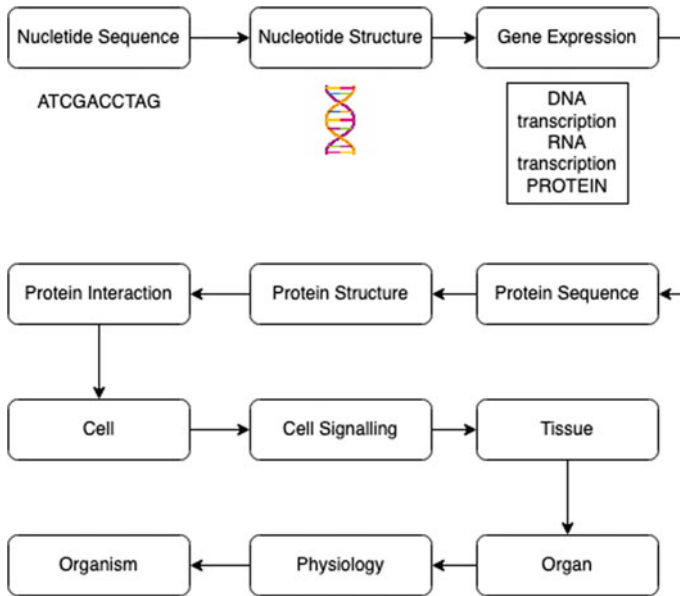 Nucletide Sequence
Nucleotide Structure
Gene Expression
ATCGACCTAG
DNA
transcription
RNA
transcription
PROTEIN
Protein Interaction
Protein Structure
Protein Sequence
Cell
Cell Signalling
Tissue
Organism
Physiology
Organ